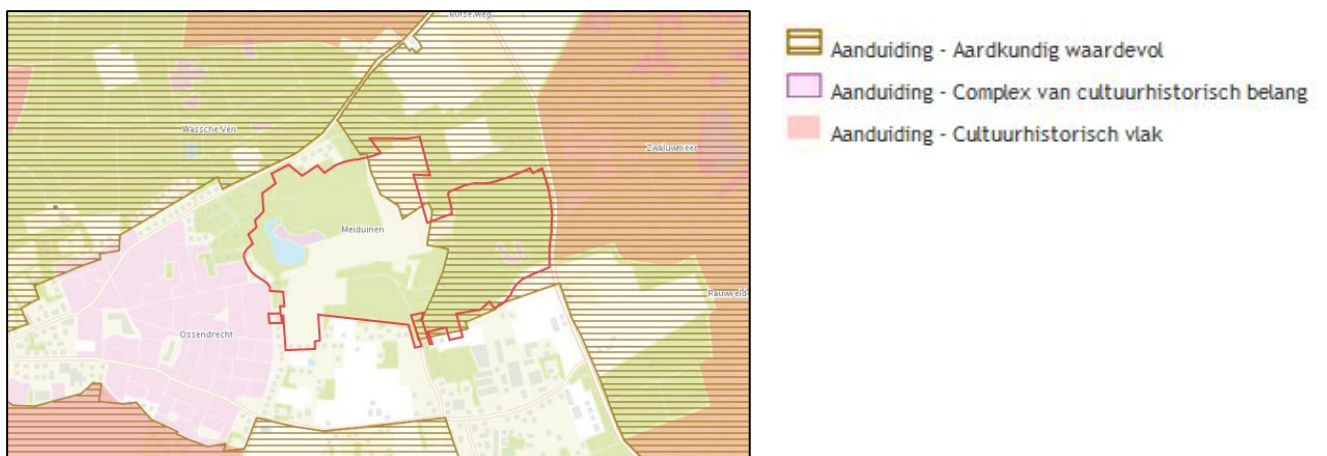 Aanduiding - Aardkundig waardevol
Aanduiding - Complex van cultuurhistorisch belang
Aanduiding - Cultuurhistorisch vlak
Wassche Ven
Zwaluwmeer
Meiduinen
Ossendrecht